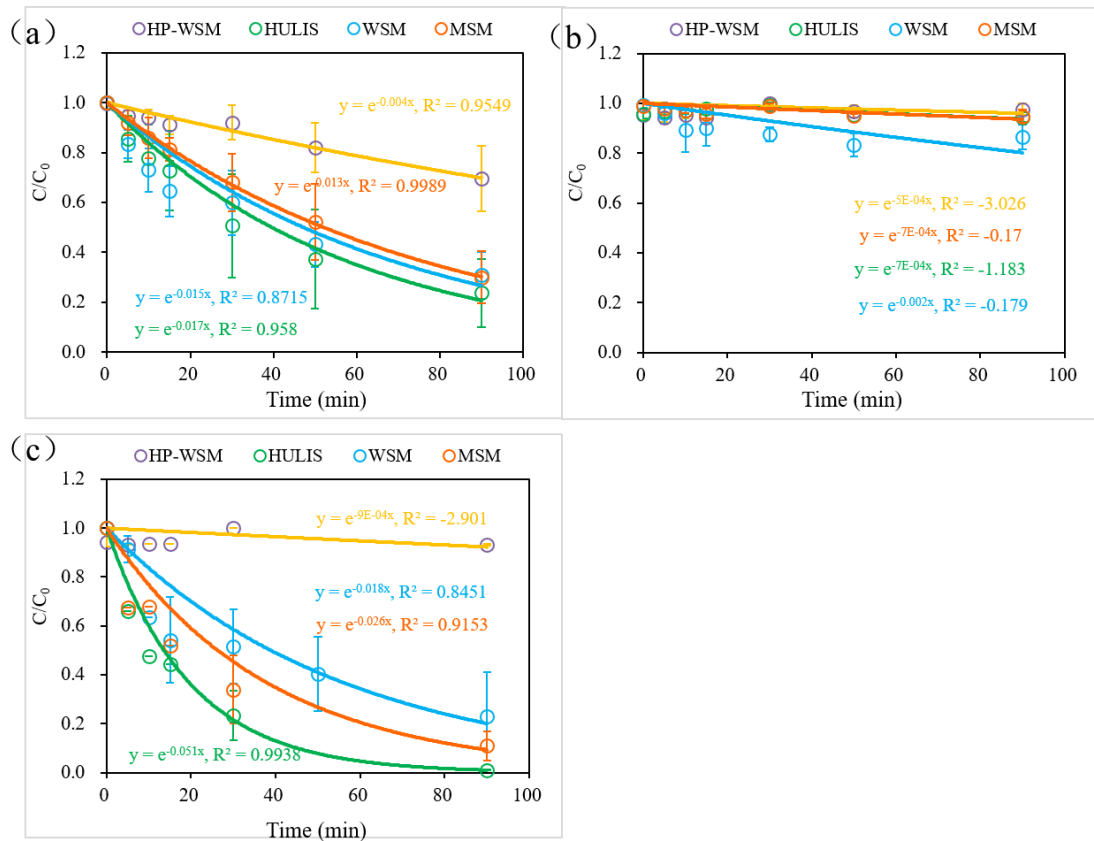 (a)
HP-WSM HULIS WSM MSM
1.2
1.0
0.8
0.6
0.4
0.2
0.0
C/C₀
y = e⁻⁰·⁰⁰⁴ˣ, R² = 0.9549
y = e⁻⁰·⁰¹³ˣ, R² = 0.9989
y = e⁻⁰·⁰¹⁵ˣ, R² = 0.8715
y = e⁻⁰·⁰¹⁷ˣ, R² = 0.958
0 20 40 60 80 100
Time (min)
(b)
HP-WSM HULIS WSM MSM
1.2
1.0
0.8
0.6
0.4
0.2
0.0
C/C₀
y = e⁻⁵ᴱ⁻⁰⁴ˣ, R² = -3.026
y = e⁻⁷ᴱ⁻⁰⁴ˣ, R² = -0.17
y = e⁻⁷ᴱ⁻⁰⁴ˣ, R² = -1.183
y = e⁻⁰·⁰⁰²ˣ, R² = -0.179
0 20 40 60 80 100
Time (min)
(c)
HP-WSM HULIS WSM MSM
1.2
1.0
0.8
0.6
0.4
0.2
0.0
C/C₀
y = e⁻⁹ᴱ⁻⁰⁴ˣ, R² = -2.901
y = e⁻⁰·⁰¹⁸ˣ, R² = 0.8451
y = e⁻⁰·⁰²⁶ˣ, R² = 0.9153
y = e⁻⁰·⁰⁵¹ˣ, R² = 0.9938
0 20 40 60 80 100
Time (min)